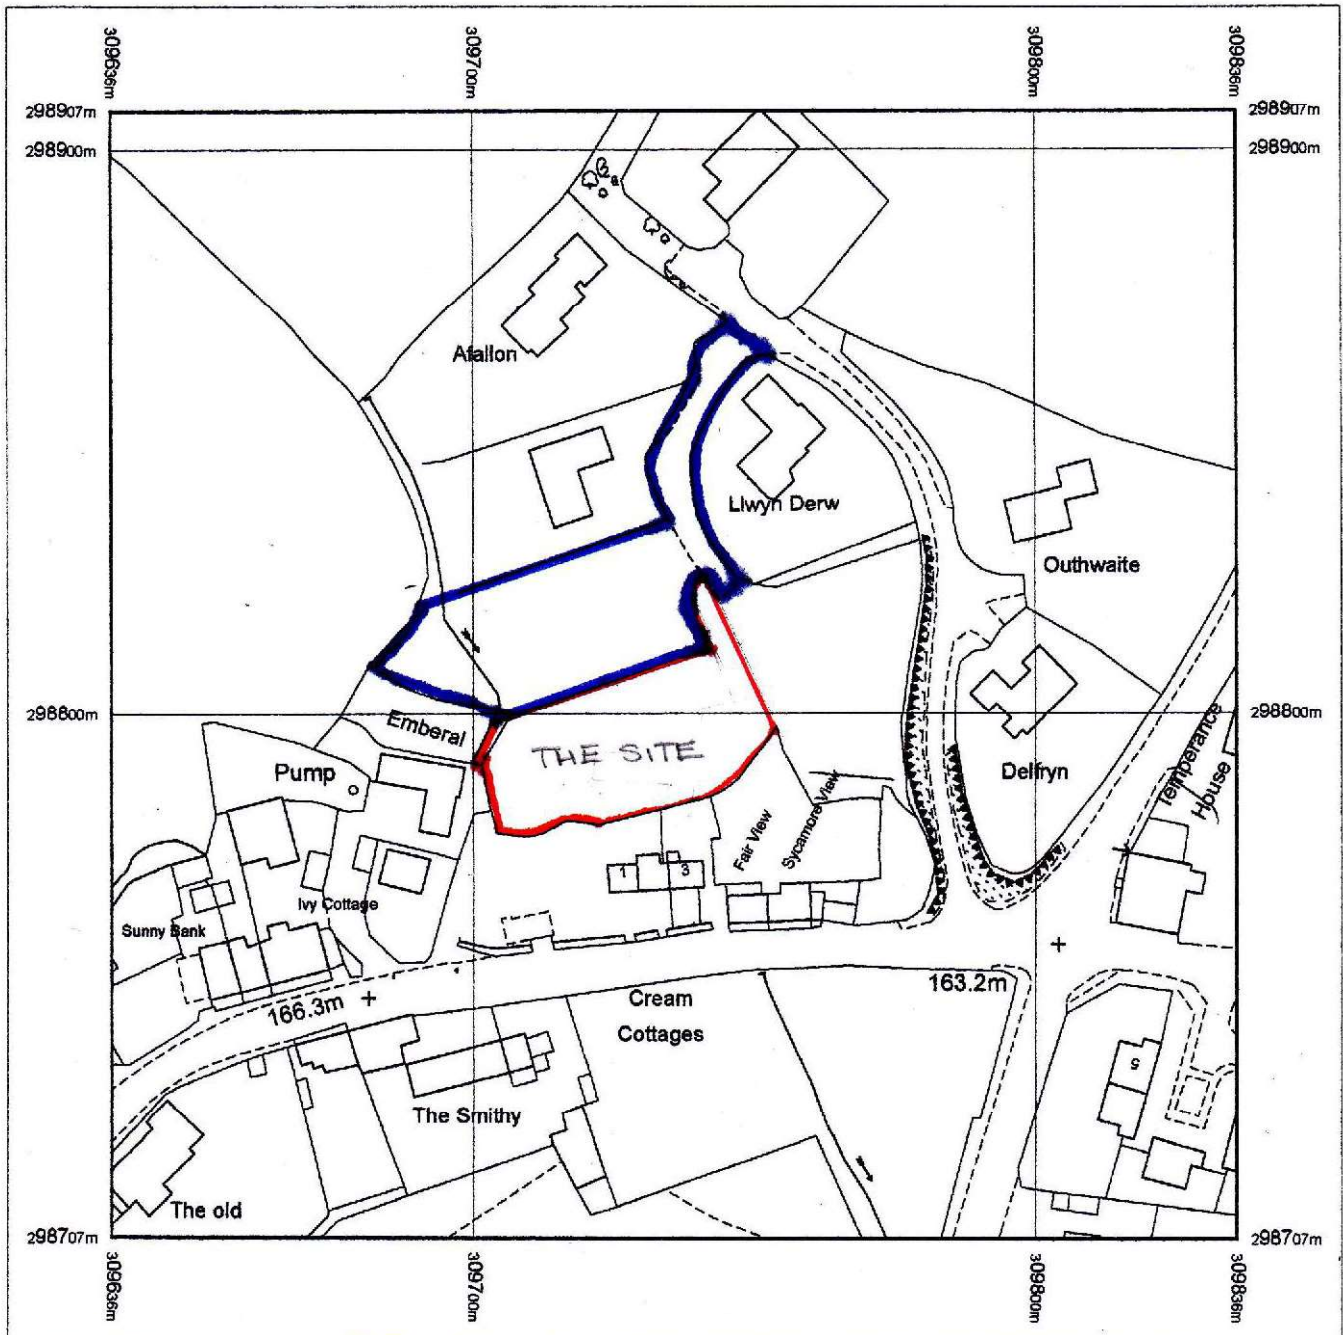 309636m
309700m
309800m
309836m
298907m
298907m
298900m
298900m
Afallon
Llwyn Derw
Outhwaite
298800m
298800m
Emberal
THE SITE
Pump
Delfryn
Temperance
House
Fair View
Sycamore View
1
3
Ivy Cottage
Sunny Bank
166.3m
Cream
Cottages
163.2m
5
The Smithy
The old
298707m
298707m
309636m
309700m
309800m
309836m